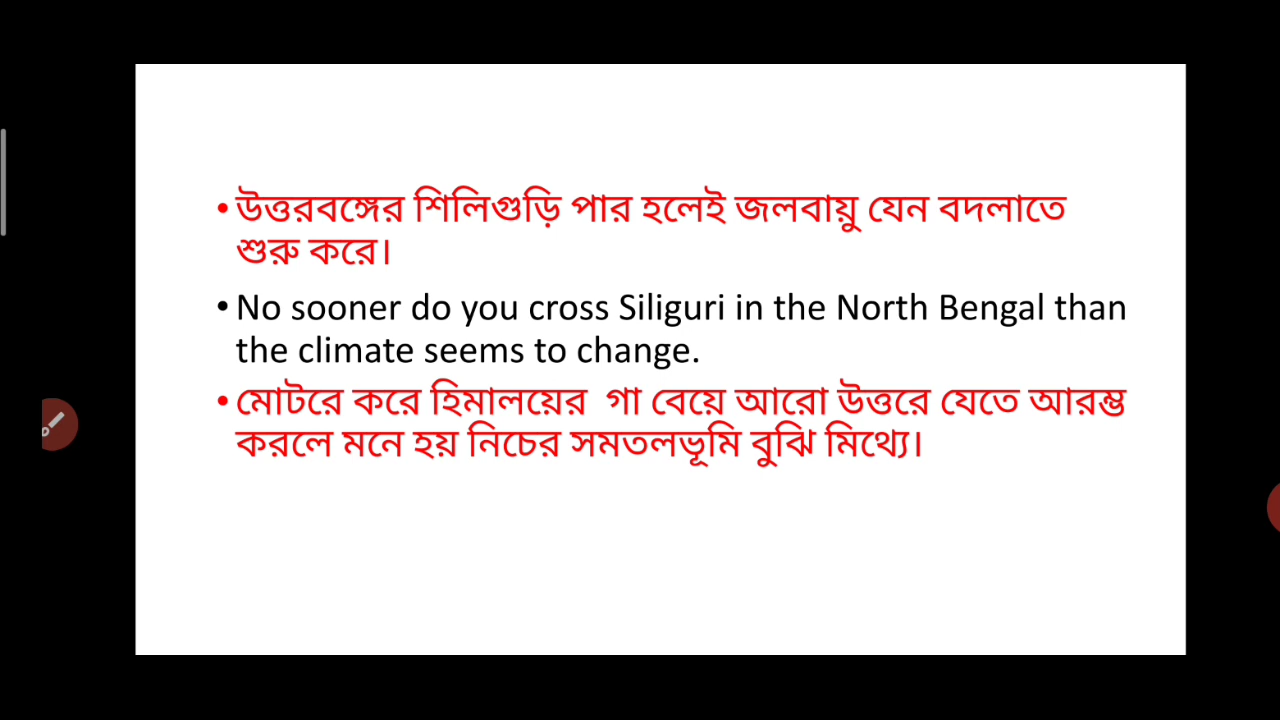 • উত্তরবঙ্গের শিলিগুড়ি পার হলেই জলবায়ু যেন বদলাতে
শুরু করে।
• No sooner do you cross Siliguri in the North Bengal than
the climate seems to change.
• মোটরে করে হিমালয়ের গা বেয়ে আরো উত্তরে যেতে আরম্ভ
করলে মনে হয় নিচের সমতলভূমি বুঝি মিথ্যে।